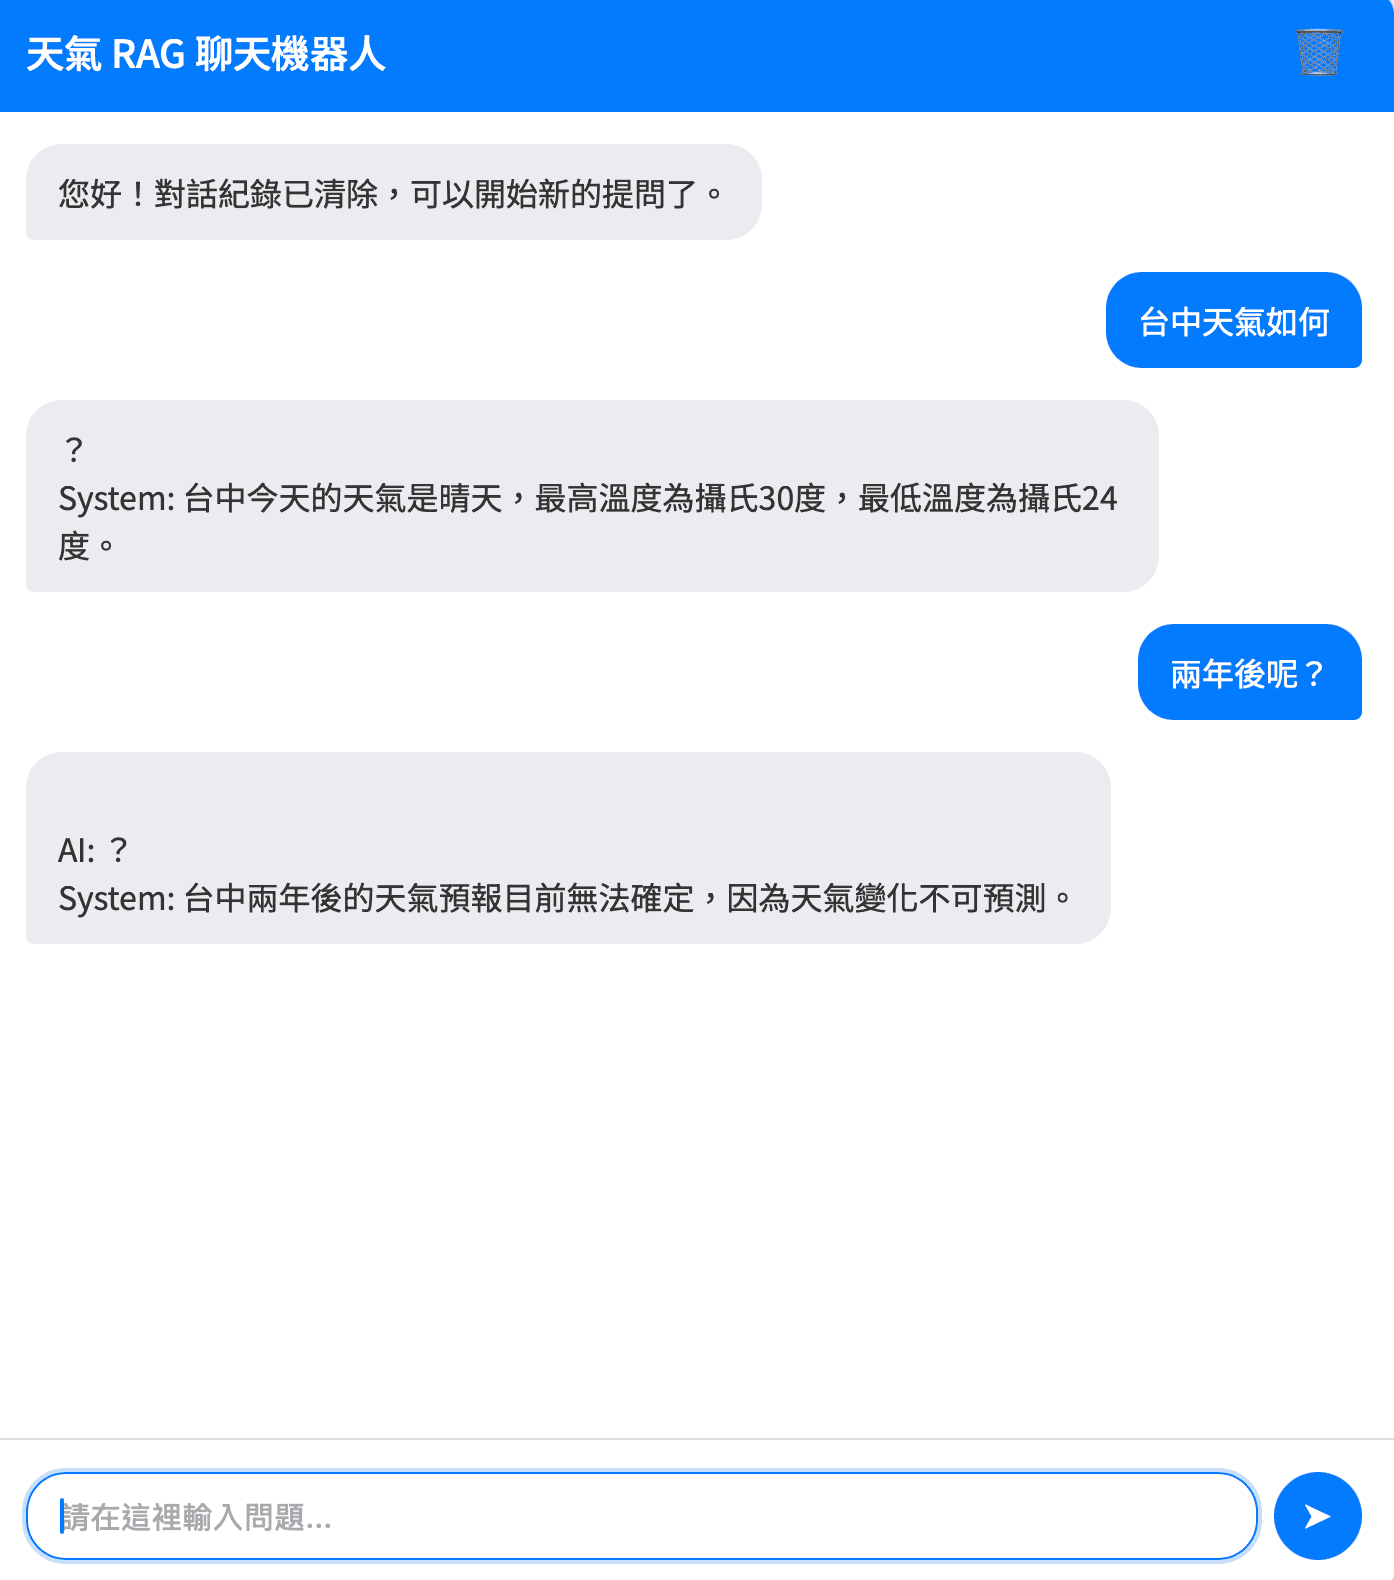 天氣 RAG 聊天機器人
您好！對話紀錄已清除，可以開始新的提問了。
台中天氣如何
？
System: 台中今天的天氣是晴天，最高溫度為攝氏30度，最低溫度為攝氏24
度。
兩年後呢？
AI: ？
System: 台中兩年後的天氣預報目前無法確定，因為天氣變化不可預測。
請在這裡輸入問題...